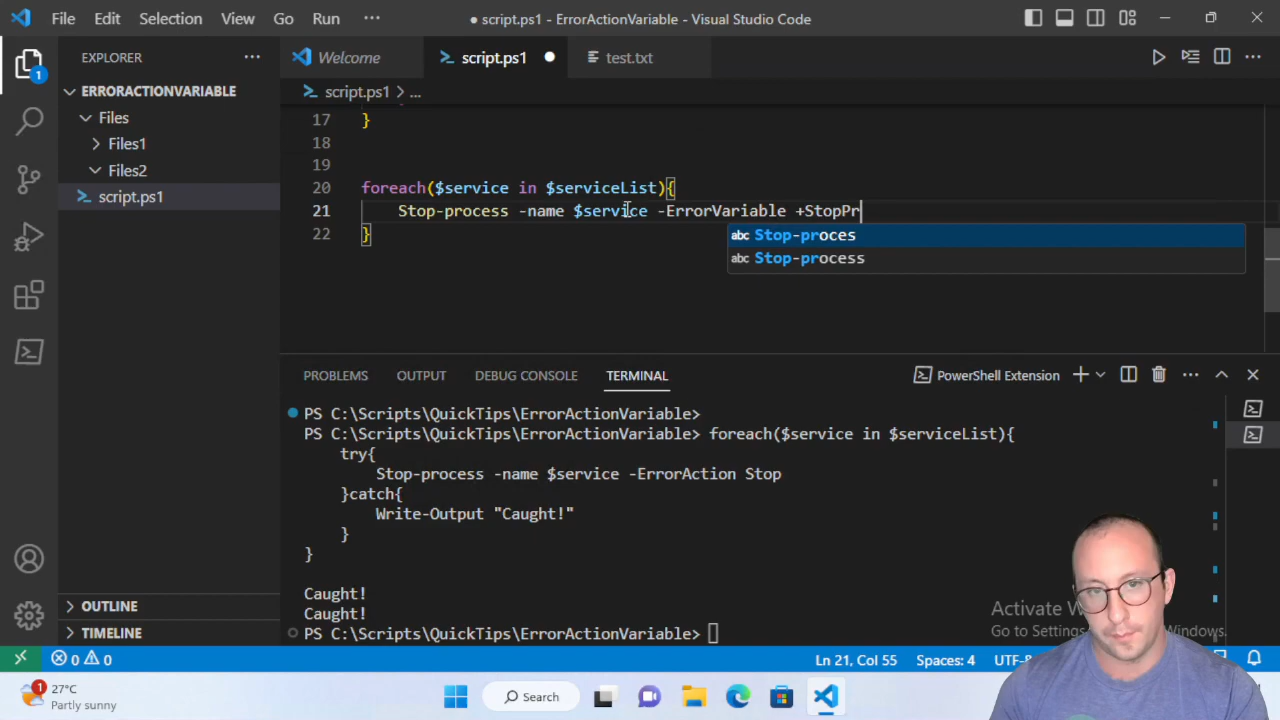 File Edit Selection View Go Run ··· ● script.ps1 - ErrorActionVariable - Visual Studio Code
EXPLORER ···
Welcome
script.ps1
test.txt
ERRORACTIONVARIABLE
script.ps1 > ...
Files
Files1
Files2
script.ps1
17 }
18
19
20 foreach($service in $serviceList){
21 Stop-process -name $service -ErrorVariable +StopPr
22 }
abc Stop-proces
abc Stop-process
1
PROBLEMS OUTPUT DEBUG CONSOLE TERMINAL
PowerShell Extension
PS C:\Scripts\QuickTips\ErrorActionVariable>
PS C:\Scripts\QuickTips\ErrorActionVariable> foreach($service in $serviceList){
try{
Stop-process -name $service -ErrorAction Stop
}catch{
Write-Output "Caught!"
}
}
Caught!
Caught!
PS C:\Scripts\QuickTips\ErrorActionVariable>
OUTLINE
TIMELINE
Activate
Go to Settings Windows.
0 0
Ln 21, Col 55 Spaces: 4
1
27°C
Partly sunny
Search